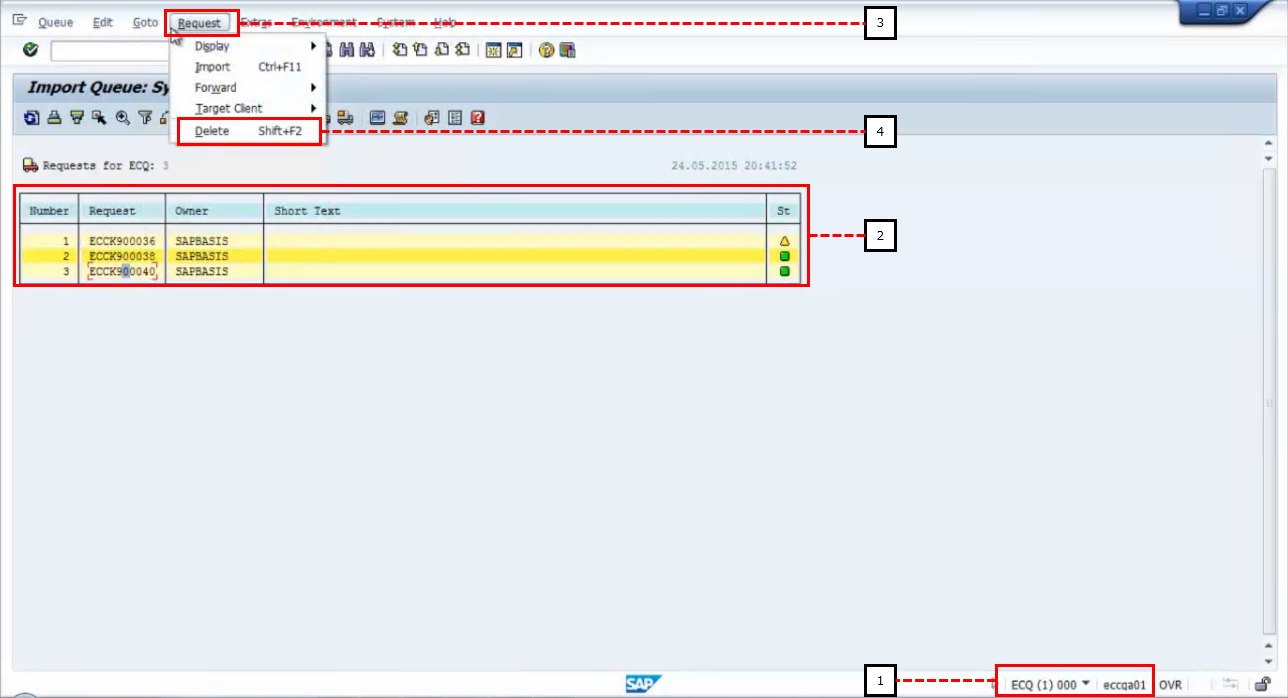 Queue Edit Goto Request Extras Environment System Help
3
Display
Import Ctrl+F11
Forward
Target Client
Delete Shift+F2
4
Import Queue: Sy
Requests for ECQ: 3 24.05.2015 20:41:52
Number Request Owner Short Text St
1 ECCK900036 SAPBASIS
2 ECCK900038 SAPBASIS
3 ECCK900040 SAPBASIS
2
1
SAP
ECQ (1) 000 eccqa01 OVR